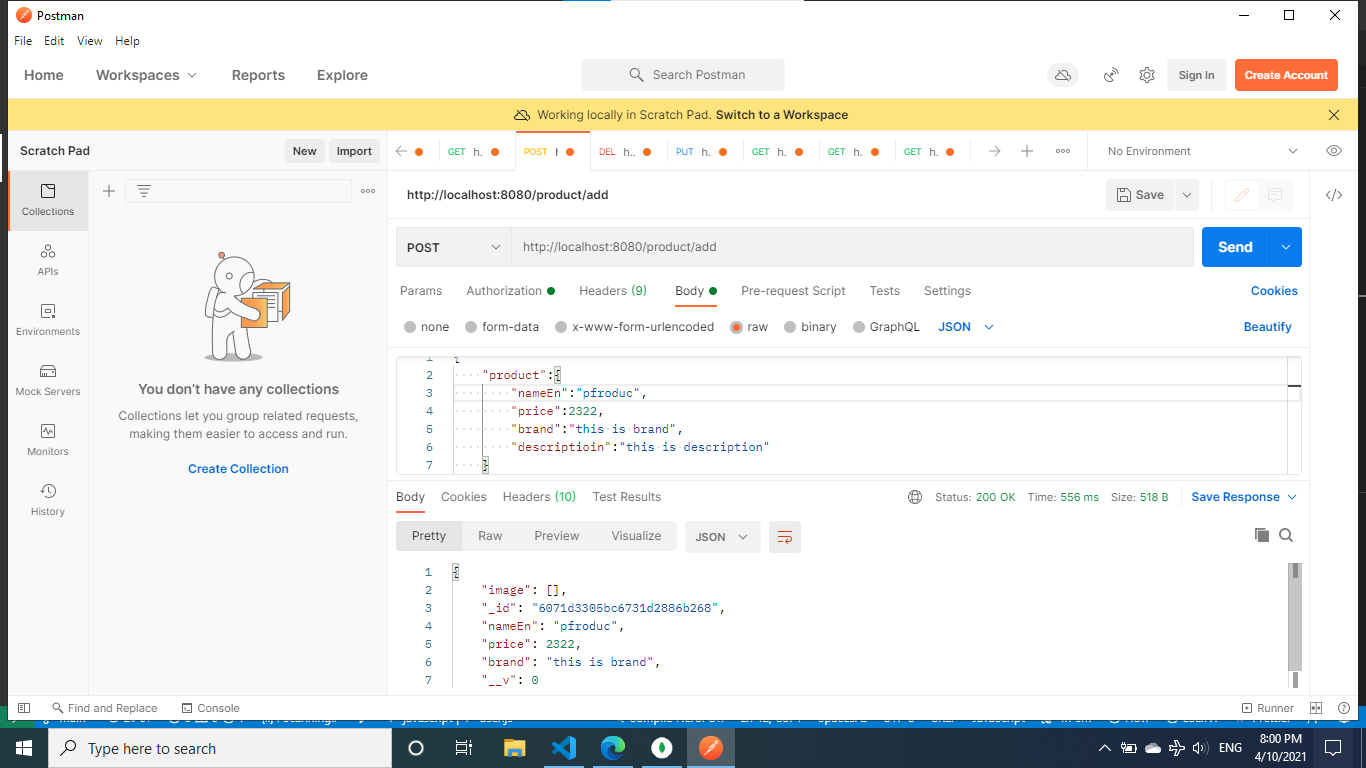 Postman
File Edit View Help
Home Workspaces Reports Explore Search Postman Sign In Create Account
Working locally in Scratch Pad. Switch to a Workspace
Scratch Pad New Import
GET h. POST h DEL h.. PUT h. GET h. GET h. GET h. No Environment
Collections
APIs
Environments
Mock Servers
Monitors
History
You don't have any collections
Collections let you group related requests,
making them easier to access and run.
Create Collection
http://localhost:8080/product/add Save
POST http://localhost:8080/product/add Send
Params Authorization Headers (9) Body Pre-request Script Tests Settings Cookies
none form-data x-www-form-urlencoded raw binary GraphQL JSON Beautify
1 {
2 "product":{
3 "nameEn":"pfroduc",
4 "price":2322,
5 "brand":"this is brand",
6 "descriptioin":"this is description"
7 }
Body Cookies Headers (10) Test Results Status: 200 OK Time: 556 ms Size: 518 B Save Response
Pretty Raw Preview Visualize JSON
1 {
2 "image": [],
3 "_id": "6071d3305bc6731d2886b268",
4 "nameEn": "pfroduc",
5 "price": 2322,
6 "brand": "this is brand",
7 "__v": 0
Find and Replace Console Runner
Type here to search ENG 8:00 PM
4/10/2021